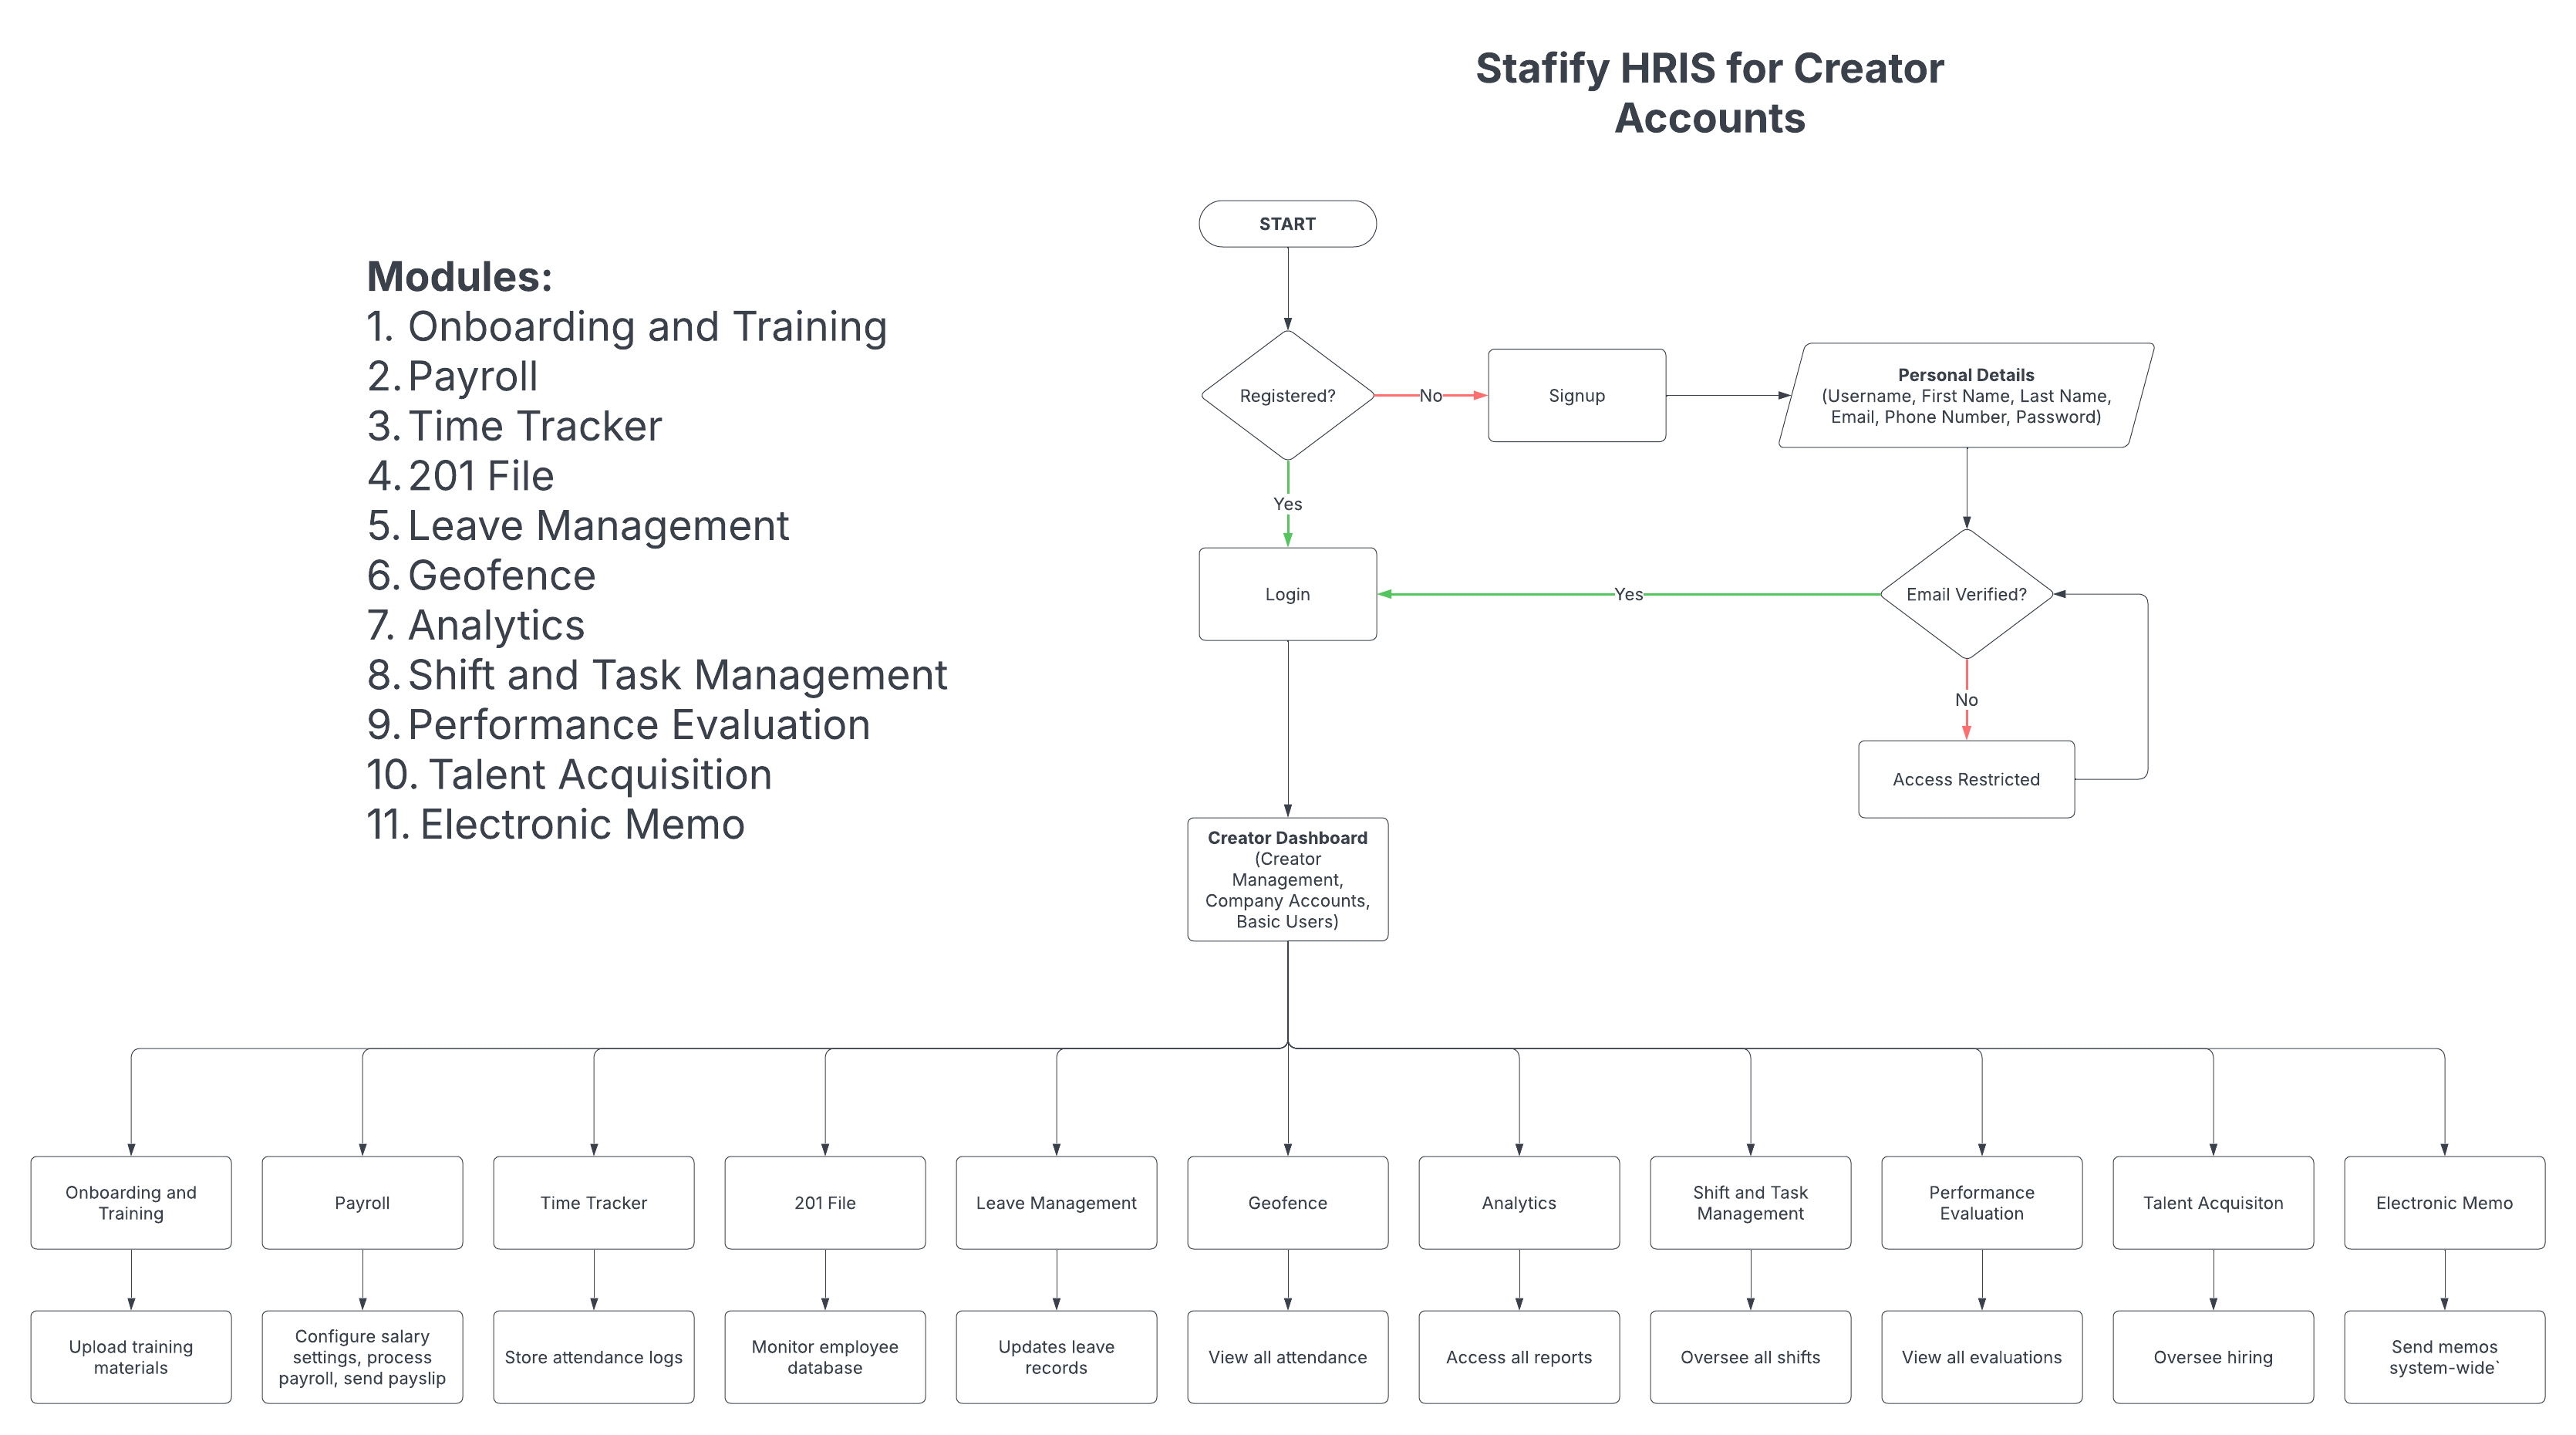 Stafify HRIS for Creator
Accounts
START
Modules:
1. Onboarding and Training
2. Payroll
3. Time Tracker
4. 201 File
5. Leave Management
6. Geofence
7. Analytics
8. Shift and Task Management
9. Performance Evaluation
10. Talent Acquisition
11. Electronic Memo
Registered?
No
Signup
Personal Details
(Username, First Name, Last Name,
Email, Phone Number, Password)
Yes
Login
Yes
Email Verified?
No
Access Restricted
Creator Dashboard
(Creator
Management,
Company Accounts,
Basic Users)
Onboarding and
Training
Payroll
Time Tracker
201 File
Leave Management
Geofence
Analytics
Shift and Task
Management
Performance
Evaluation
Talent Acquisiton
Electronic Memo
Upload training
materials
Configure salary
settings, process
payroll, send payslip
Store attendance logs
Monitor employee
database
Updates leave
records
View all attendance
Access all reports
Oversee all shifts
View all evaluations
Oversee hiring
Send memos
system-wide`